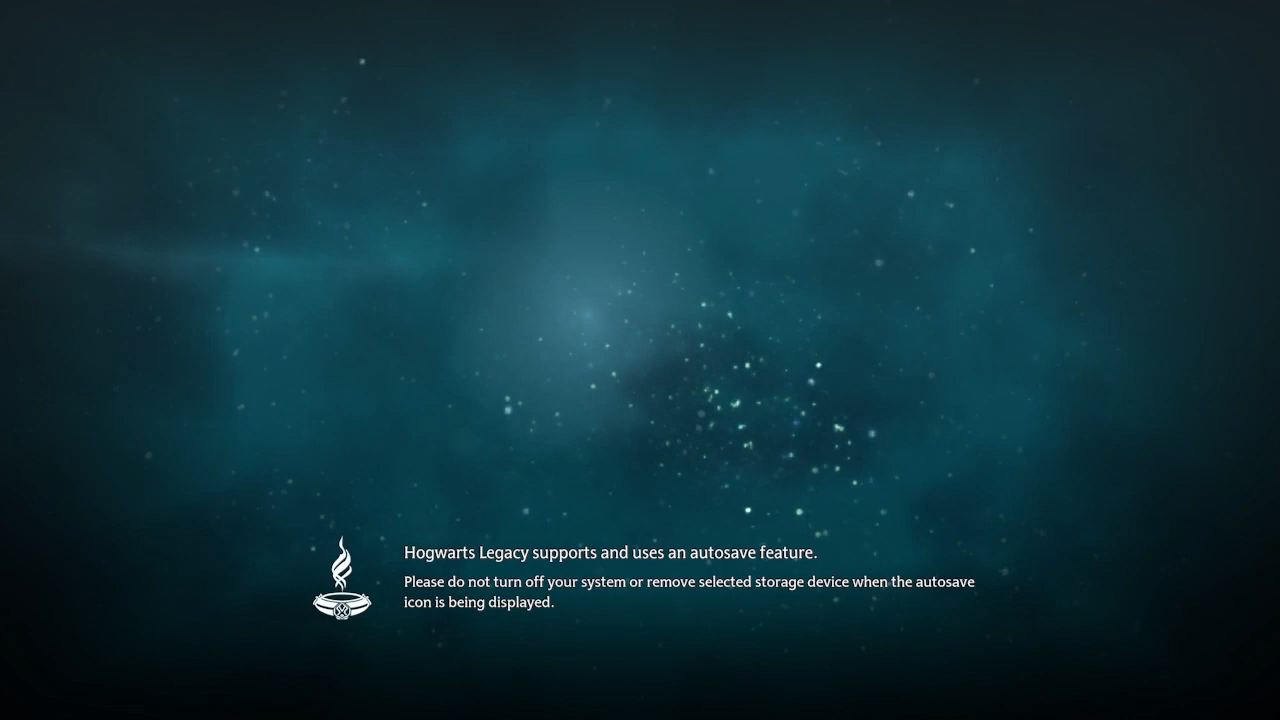 Hogwarts Legacy supports and uses an autosave feature.
Please do not turn off your system or remove selected storage device when the autosave
icon is being displayed.